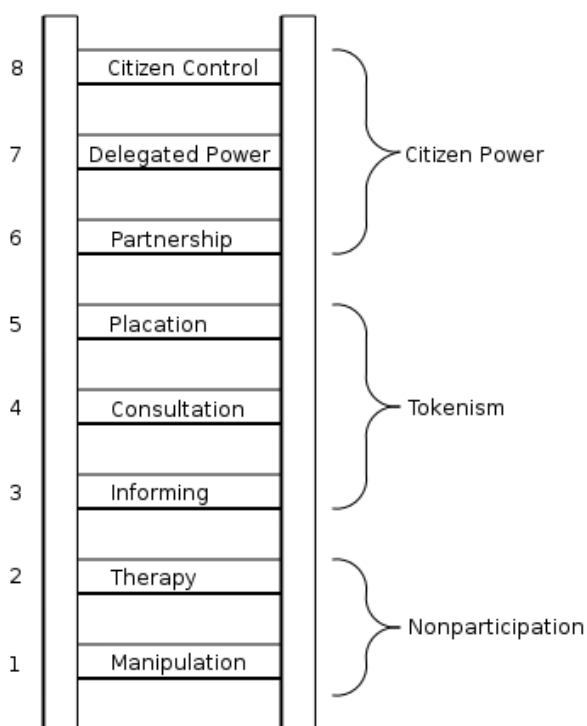 8 Citizen Control
7 Delegated Power
Citizen Power
6 Partnership
5 Placation
4 Consultation
Tokenism
3 Informing
2 Therapy
Nonparticipation
1 Manipulation